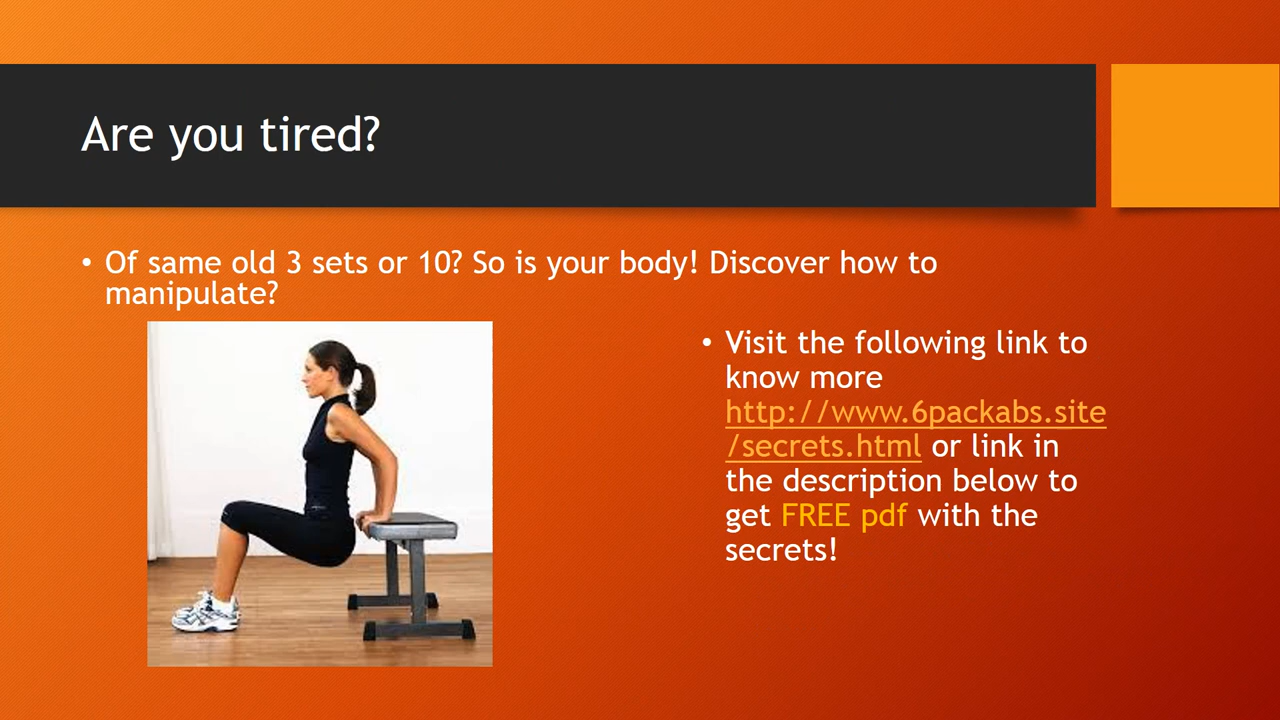 Are you tired?
• Of same old 3 sets or 10? So is your body! Discover how to
manipulate?
• Visit the following link to
know more
http://www.6packabs.site
/secrets.html or link in
the description below to
get FREE pdf with the
secrets!